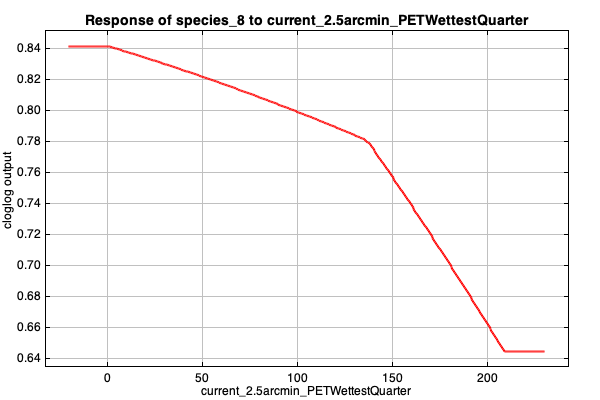 Response of species_8 to current_2.5arcmin_PETWettestQuarter
cloglog output
0.84
0.82
0.80
0.78
0.76
0.74
0.72
0.70
0.68
0.66
0.64
0 50 100 150 200
current_2.5arcmin_PETWettestQuarter